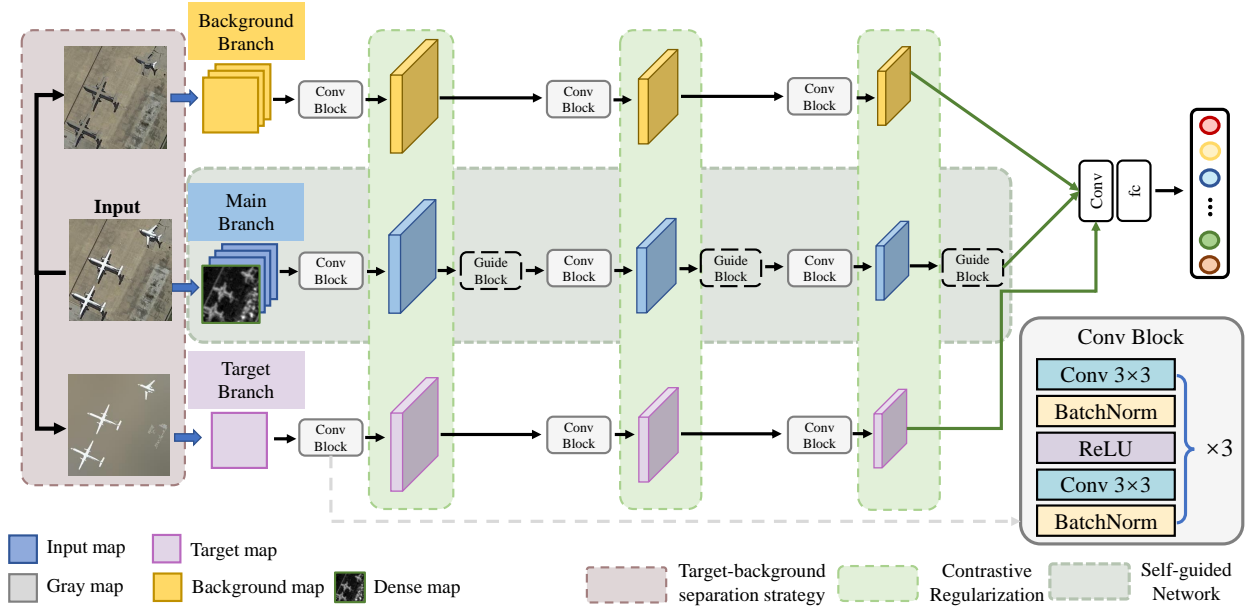 Background
Branch
Conv
Block
Conv
Block
Conv
Block
Input
Main
Branch
Conv
Block
Guide
Block
Conv
Block
Guide
Block
Conv
Block
Guide
Block
Conv
fc
...
Target
Branch
Conv
Block
Conv
Block
Conv
Block
Conv Block
Conv 3×3
BatchNorm
ReLU
Conv 3×3
BatchNorm
×3
Input map
Target map
Gray map
Background map
Dense map
Target-background
separation strategy
Contrastive
Regularization
Self-guided
Network